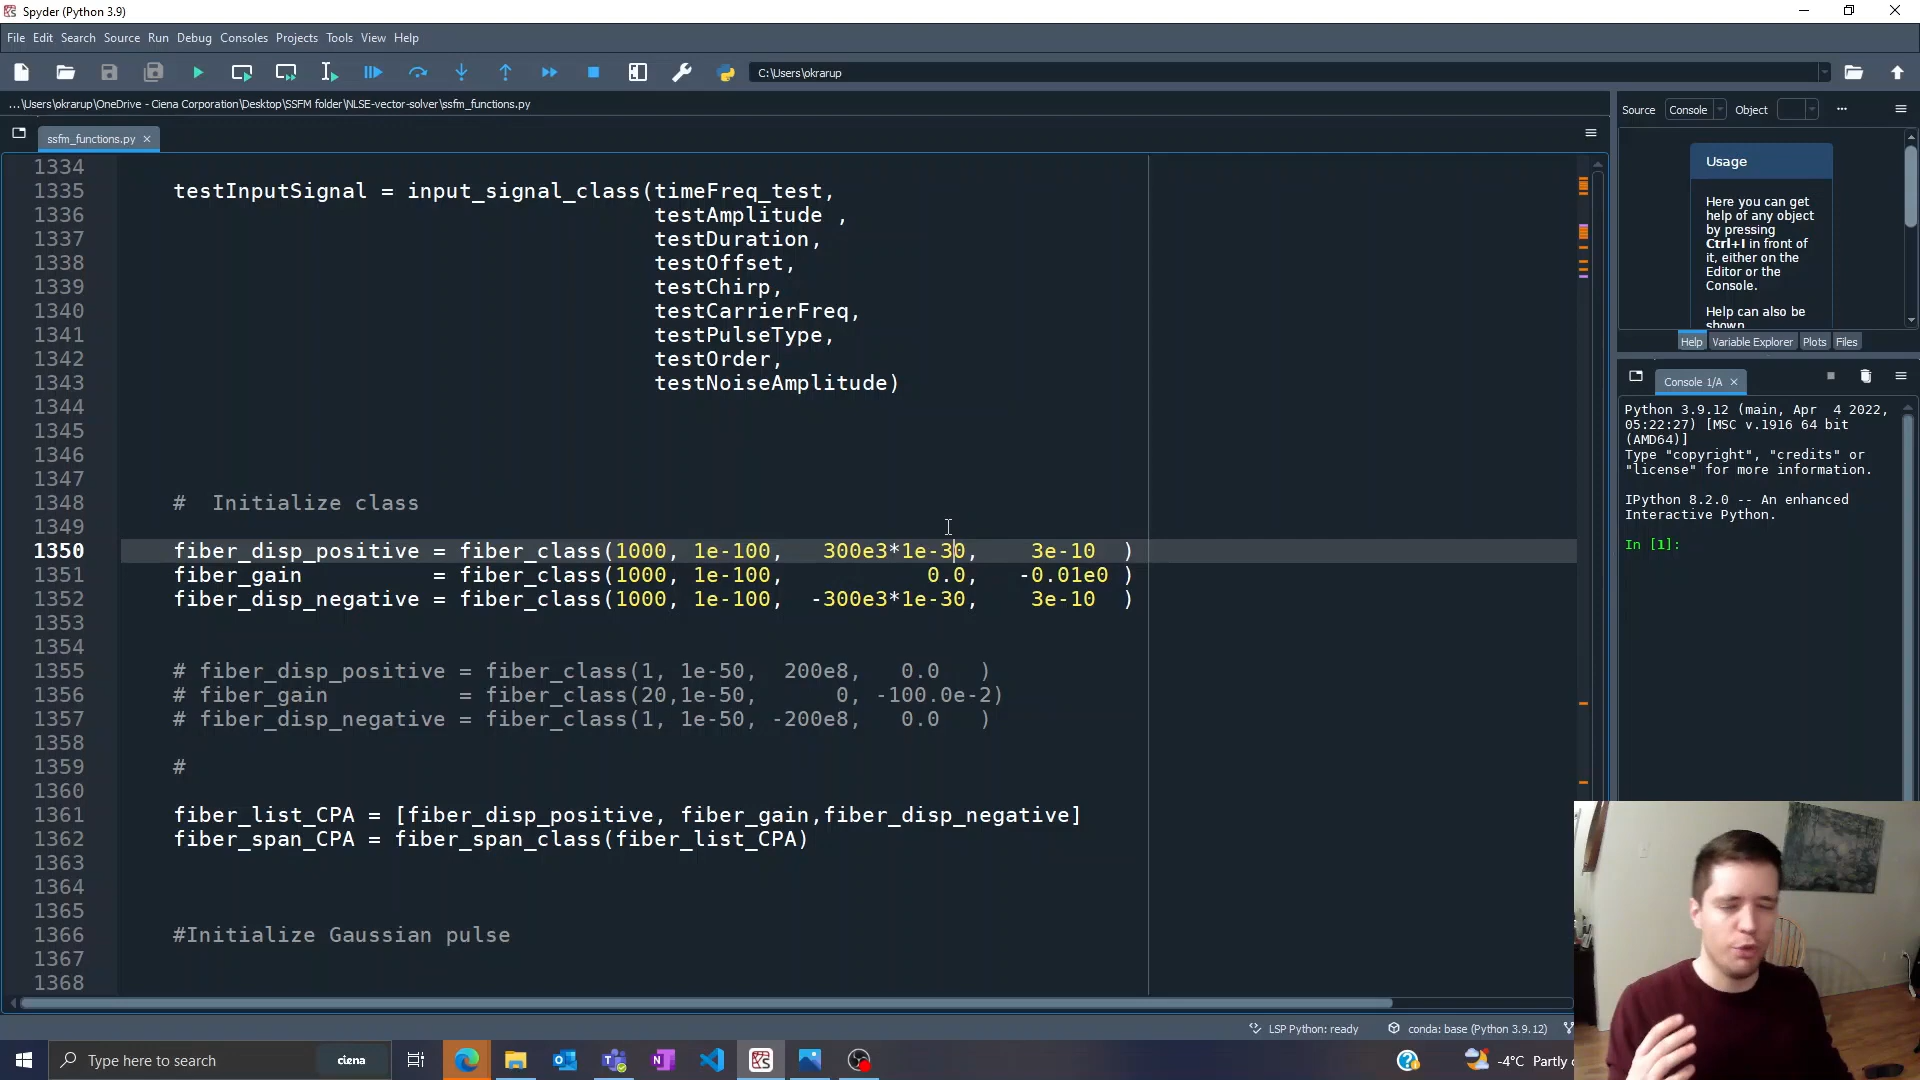 Spyder (Python 3.9)
File Edit Search Source Run Debug Consoles Projects Tools View Help
C:\Users\okrarup
...\Users\okrarup\OneDrive - Ciena Corporation\Desktop\SSFM folder\NLSE-vector-solver\ssfm_functions.py
ssfm_functions.py
1334
1335 testInputSignal = input_signal_class(timeFreq_test,
1336 testAmplitude ,
1337 testDuration,
1338 testOffset,
1339 testChirp,
1340 testCarrierFreq,
1341 testPulseType,
1342 testOrder,
1343 testNoiseAmplitude)
1344
1345
1346
1347
1348 #  Initialize class
1349
1350 fiber_disp_positive = fiber_class(1000, 1e-100,   300e3*1e-30,    3e-10  )
1351 fiber_gain          = fiber_class(1000, 1e-100,           0.0,   -0.01e0 )
1352 fiber_disp_negative = fiber_class(1000, 1e-100,  -300e3*1e-30,    3e-10  )
1353
1354
1355 # fiber_disp_positive = fiber_class(1, 1e-50,  200e8,   0.0   )
1356 # fiber_gain          = fiber_class(20,1e-50,      0, -100.0e-2)
1357 # fiber_disp_negative = fiber_class(1, 1e-50, -200e8,   0.0   )
1358
1359 #
1360
1361 fiber_list_CPA = [fiber_disp_positive, fiber_gain,fiber_disp_negative]
1362 fiber_span_CPA = fiber_span_class(fiber_list_CPA)
1363
1364
1365
1366 #Initialize Gaussian pulse
1367
1368
Source Console Object
Usage
Here you can get
help of any object
by pressing
Ctrl+I in front of
it, either on the
Editor or the
Console.
Help can also be
shown
Help Variable Explorer Plots Files
Console 1/A
Python 3.9.12 (main, Apr  4 2022,
05:22:27) [MSC v.1916 64 bit
(AMD64)]
Type "copyright", "credits" or
"license" for more information.
IPython 8.2.0 -- An enhanced
Interactive Python.
In [1]:
LSP Python: ready conda: base (Python 3.9.12)
Type here to search ciena -4°C Partly